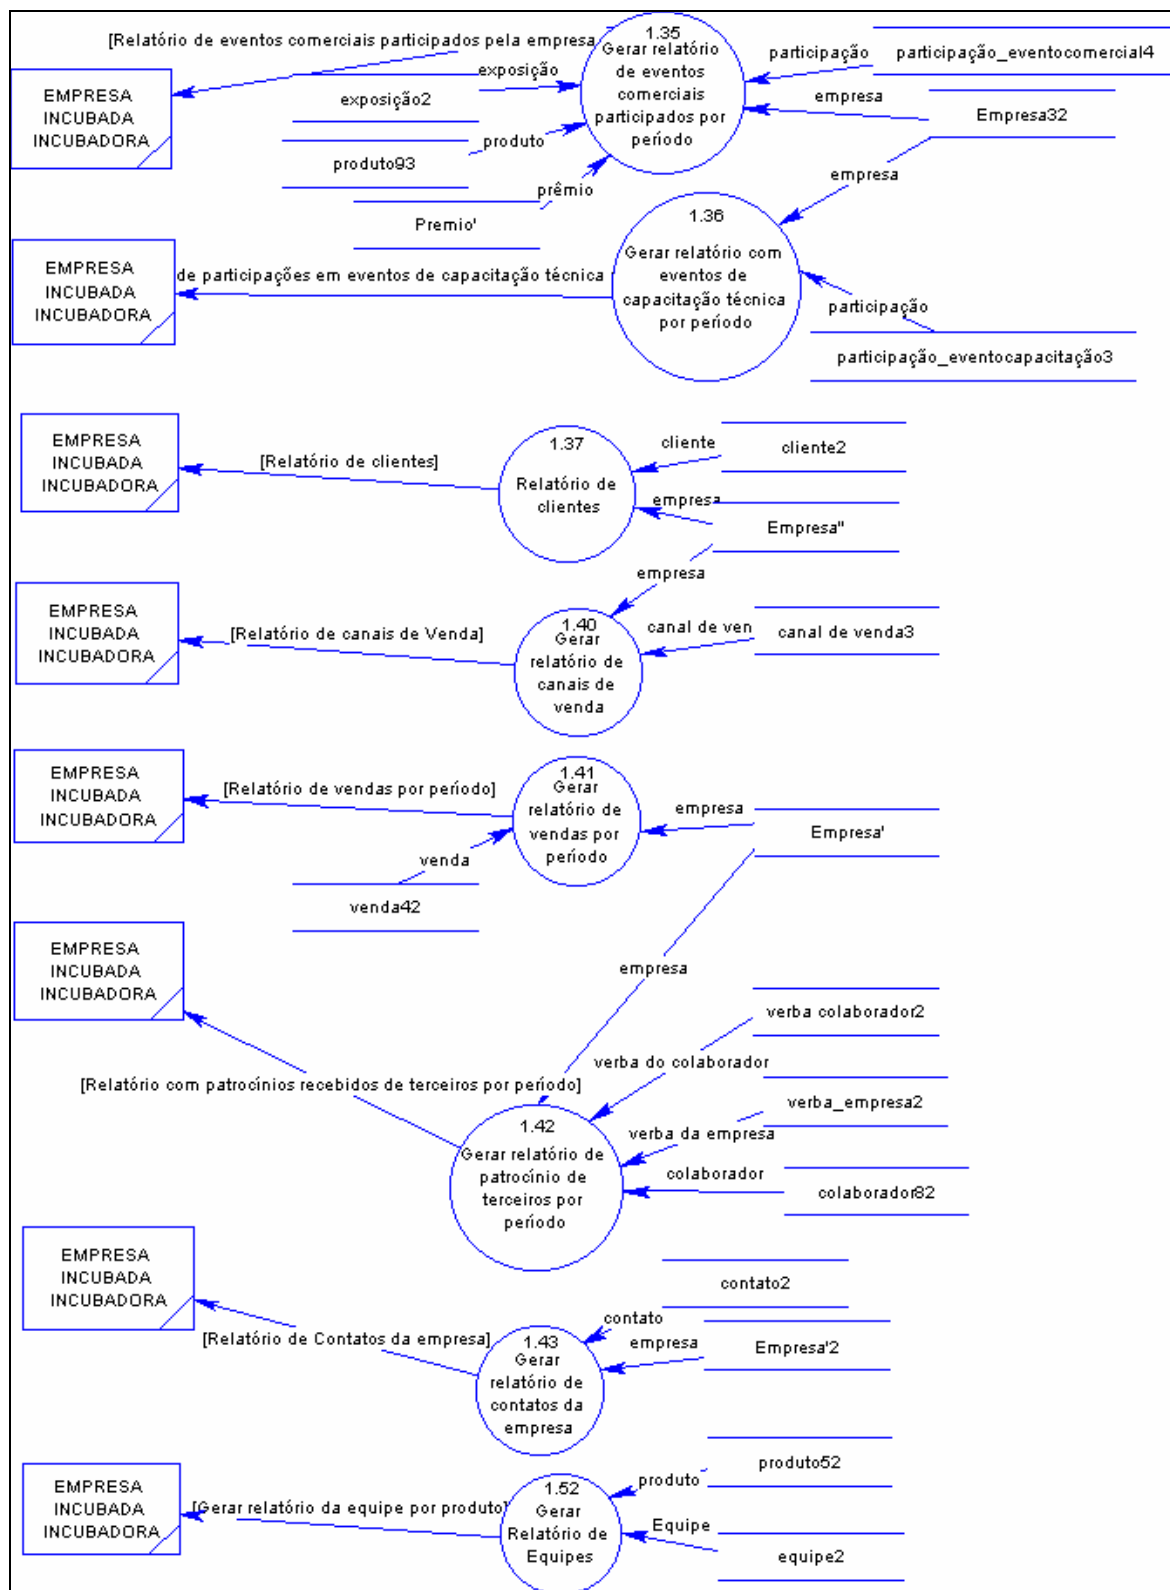 [Relatório de eventos comerciais participados pela empresa
1.35
Gerar relatório
de eventos
comerciais
participados por
período
participação
participação_eventocomercial4
exposição
exposição2
empresa
Empresa32
EMPRESA
INCUBADA
INCUBADORA
produto
produto93
prêmio
Premio'
empresa
1.36
Gerar relatório com
eventos de
capacitação técnica
por período
EMPRESA
INCUBADA
INCUBADORA
de participações em eventos de capacitação técnica
participação
participação_eventocapacitação3
EMPRESA
INCUBADA
INCUBADORA
[Relatório de clientes]
1.37
Relatório de
clientes
cliente
cliente2
empresa
Empresa"
empresa
EMPRESA
INCUBADA
INCUBADORA
[Relatório de canais de Venda]
1.40
Gerar
relatório de
canais de
venda
canal de ven
canal de venda3
EMPRESA
INCUBADA
INCUBADORA
[Relatório de vendas por período]
1.41
Gerar
relatório de
vendas por
período
empresa
Empresa'
venda
venda42
EMPRESA
INCUBADA
INCUBADORA
empresa
verba colaborador2
verba do colaborador
[Relatório com patrocínios recebidos de terceiros por período]
verba_empresa2
1.42
Gerar relatório de
patrocínio de
terceiros por
período
verba da empresa
colaborador
colaborador82
EMPRESA
INCUBADA
INCUBADORA
contato2
contato
[Relatório de Contatos da empresa]
1.43
Gerar
relatório de
contatos da
empresa
empresa
Empresa'2
produto52
produto
EMPRESA
INCUBADA
INCUBADORA
[Gerar relatório da equipe por produto]
1.52
Gerar
Relatório de
Equipes
Equipe
equipe2